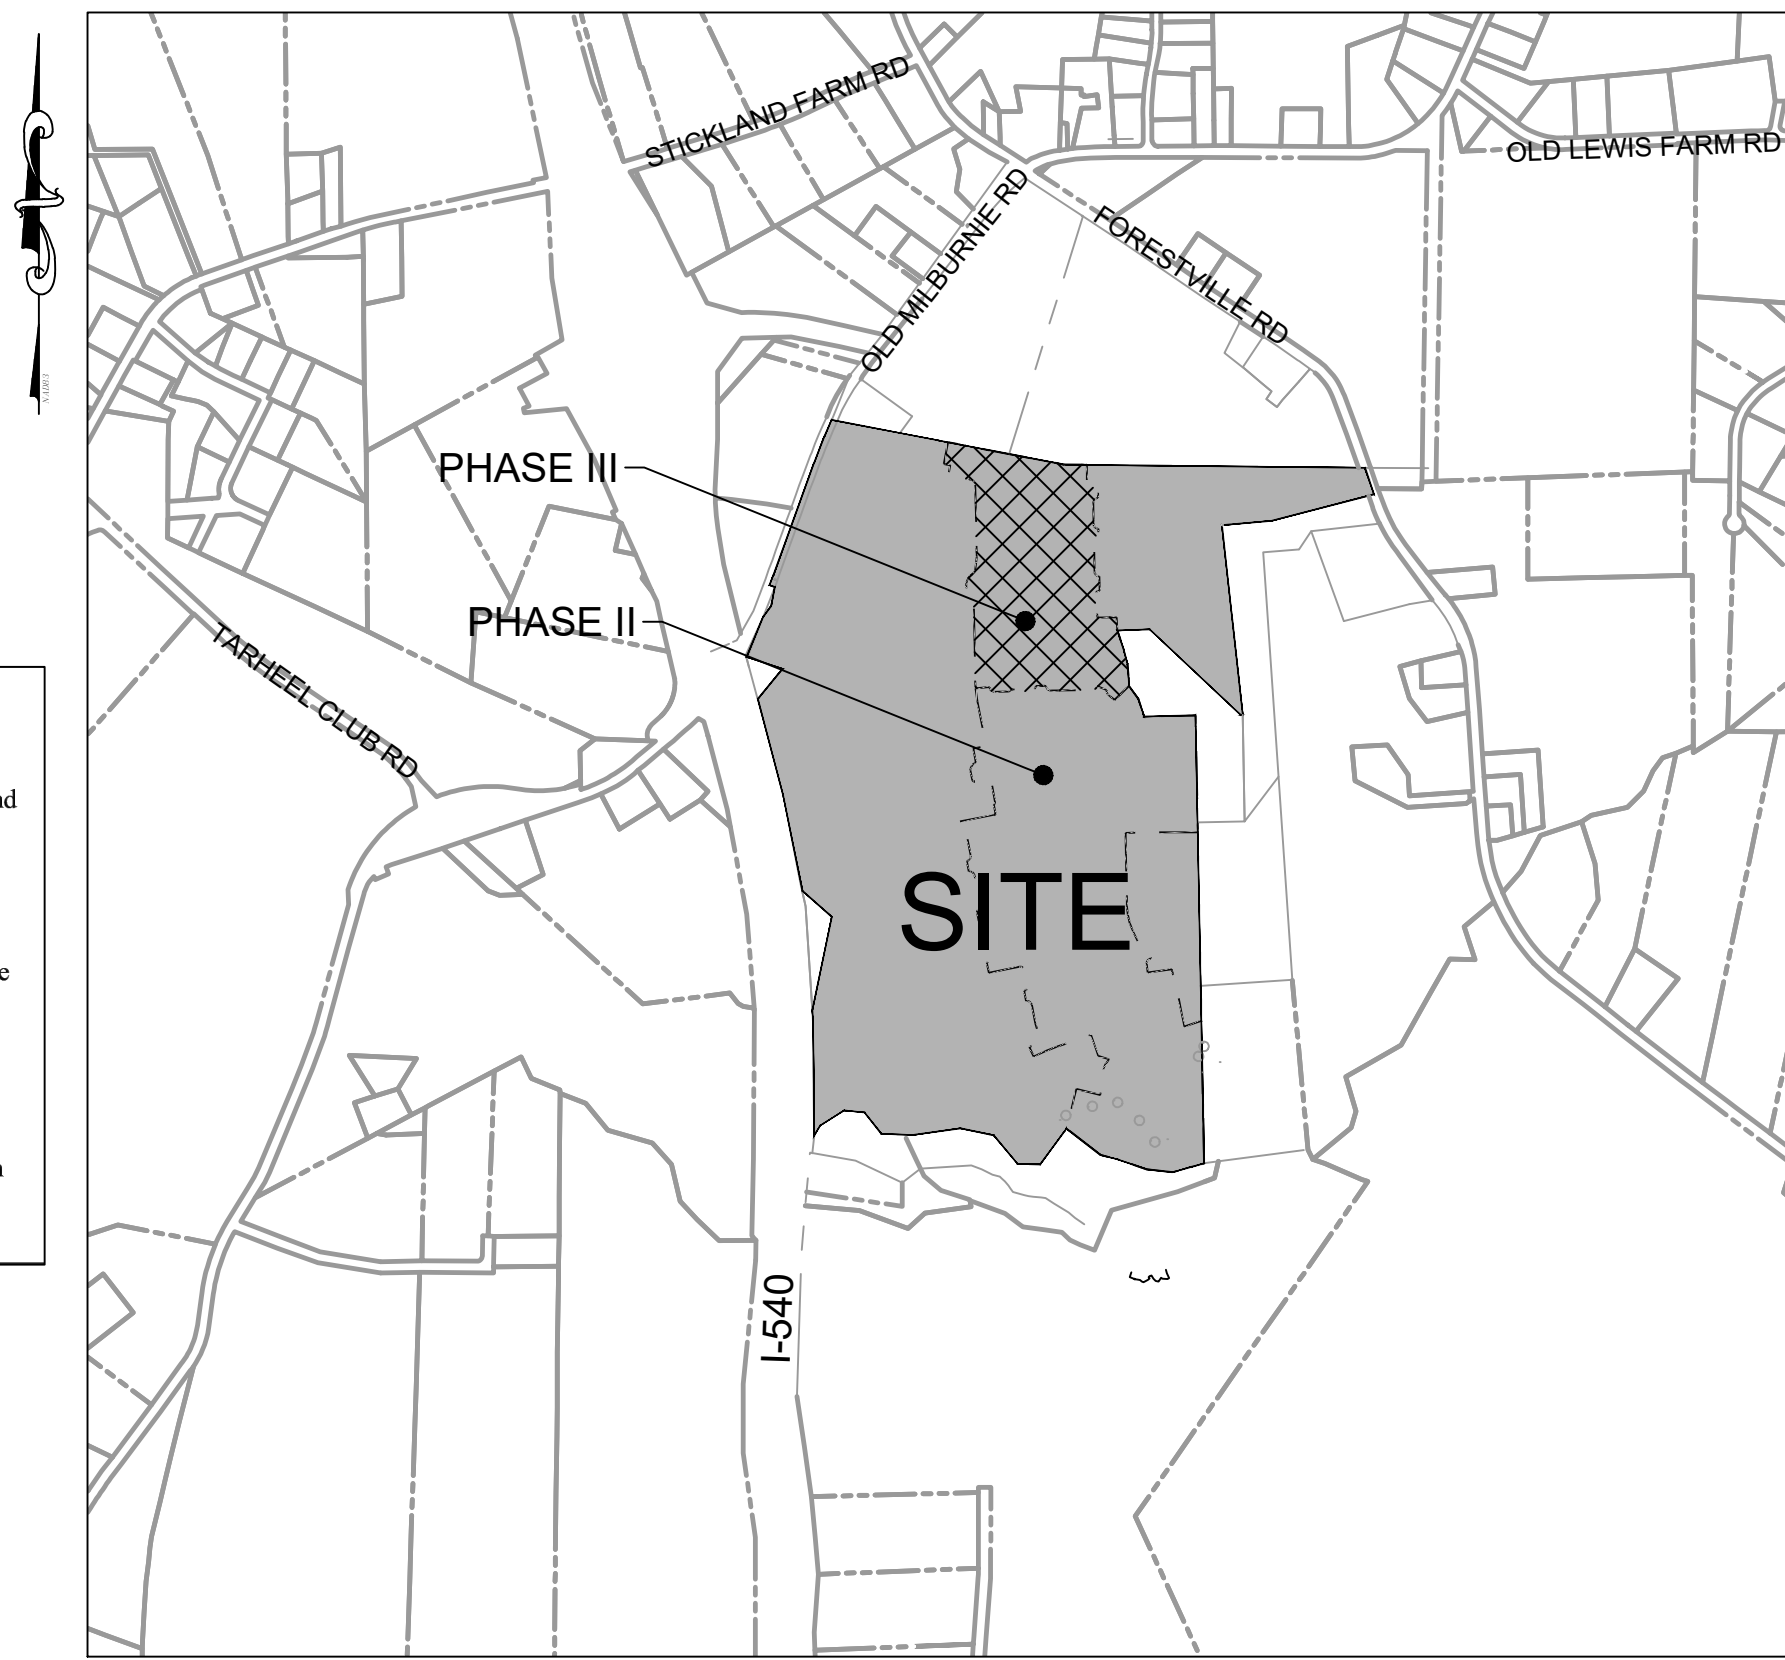 STICKLAND FARM RD
OLD LEWIS FARM RD
OLD MILBURNIE RD
FORESTVILLE RD
NAD83
PHASE III
PHASE II
TARHEEL CLUB RD
SITE
I-540